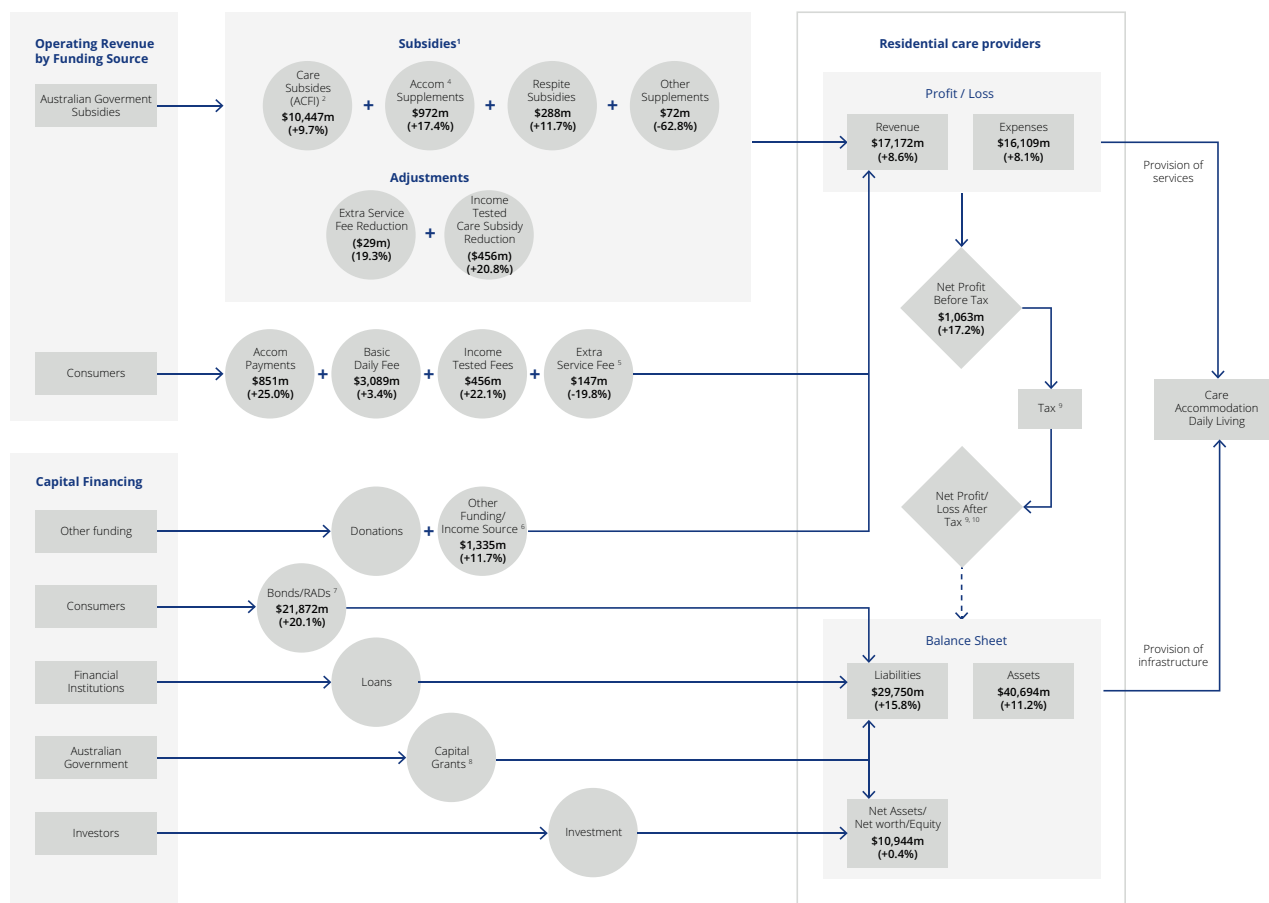 Operating Revenue
by Funding Source
Australian Goverment
Subsidies
Consumers
Subsidies¹
Care
Subsides
(ACFI) ²
$10,447m
(+9.7%)
+
Accom ⁴
Supplements
$972m
(+17.4%)
+
Respite
Subsidies
$288m
(+11.7%)
+
Other
Supplements
$72m
(-62.8%)
Adjustments
Extra Service
Fee Reduction
($29m)
(19.3%)
+
Income
Tested
Care Subsidy
Reduction
($456m)
(+20.8%)
Accom
Payments
$851m
(+25.0%)
+
Basic
Daily Fee
$3,089m
(+3.4%)
+
Income
Tested Fees
$456m
(+22.1%)
+
Extra
Service Fee ⁵
$147m
(-19.8%)
Capital Financing
Other funding
Donations
+
Other
Funding/
Income Source ⁶
$1,335m
(+11.7%)
Consumers
Bonds/RADs ⁷
$21,872m
(+20.1%)
Financial
Institutions
Loans
Australian
Government
Capital
Grants ⁸
Investors
Investment
Residential care providers
Profit / Loss
Revenue
$17,172m
(+8.6%)
Expenses
$16,109m
(+8.1%)
Net Profit
Before Tax
$1,063m
(+17.2%)
Tax ⁹
Net Profit/
Loss After
Tax ⁹, ¹⁰
Balance Sheet
Liabilities
$29,750m
(+15.8%)
Assets
$40,694m
(+11.2%)
Net Assets/
Net worth/Equity
$10,944m
(+0.4%)
Provision of
services
Care
Accommodation
Daily Living
Provision of
infrastructure